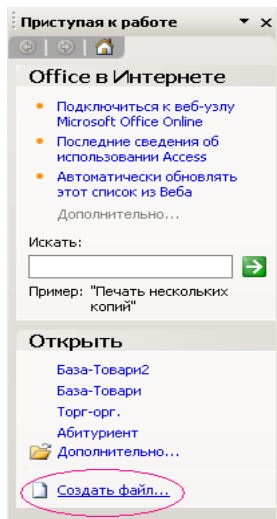 Приступая к работе
Office в Интернете
Подключиться к веб-узлу
Microsoft Office Online
Последние сведения об
использовании Access
Автоматически обновлять
этот список из Веба
Дополнительно...
Искать:
Пример: "Печать нескольких
копий"
Открыть
База-Товари2
База-Товари
Торг-орг.
Абитуриент
Дополнительно...
Создать файл...